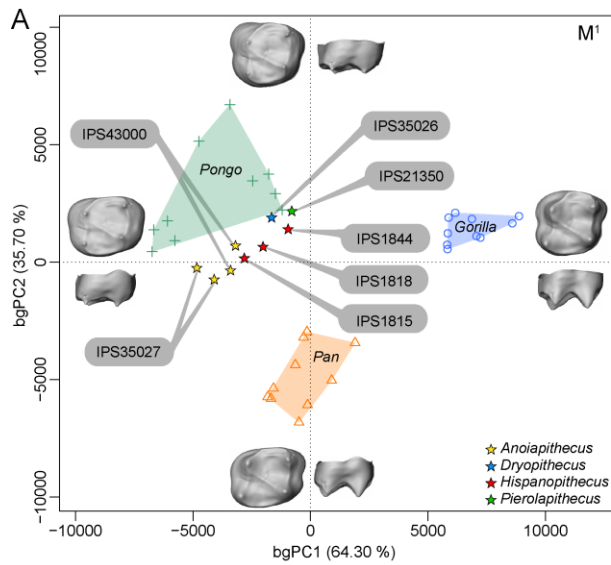 A
M¹
10000
5000
0
−5000
−10000
bgPC2 (35.70 %)
IPS43000
IPS35026
IPS21350
Pongo
Gorilla
IPS1844
IPS1818
IPS1815
IPS35027
Pan
Anoiapithecus
Dryopithecus
Hispanopithecus
Pierolapithecus
−10000 −5000 0 5000 10000
bgPC1 (64.30 %)